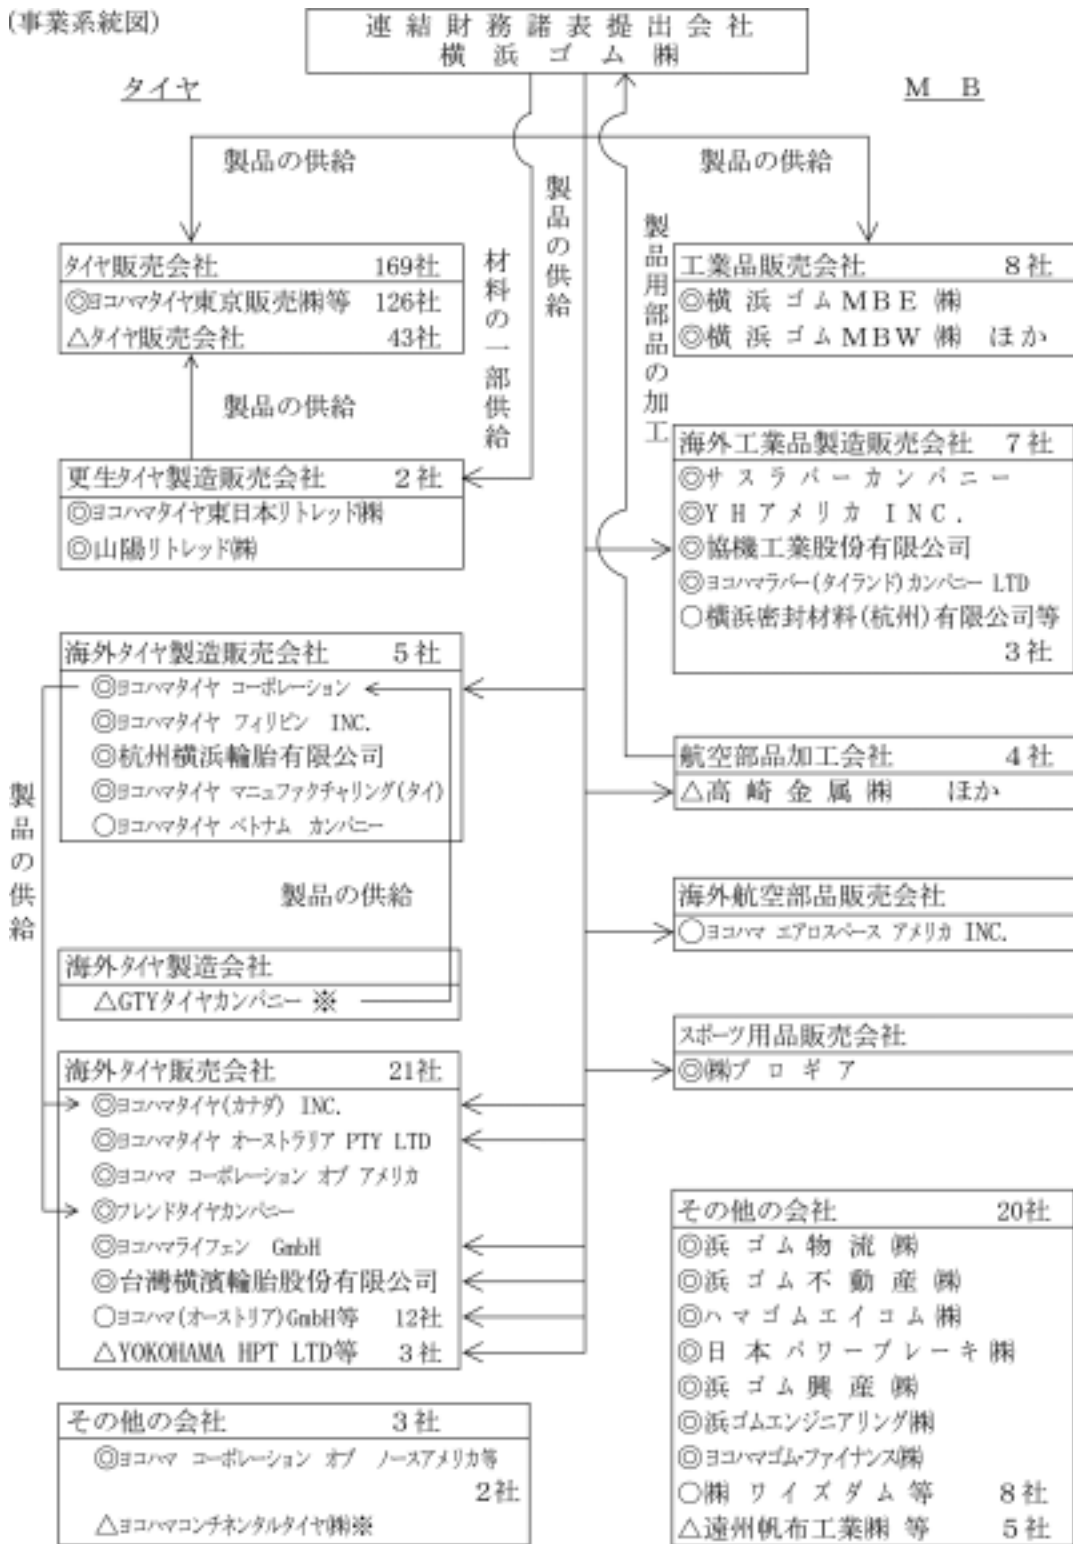 (事業系統図)
連結財務諸表提出会社
横浜ゴム㈱
タイヤ
M B
製品の供給
製品の供給
製品の供給
材料の一部供給
製品用部品の加工
タイヤ販売会社 169社
◎ヨコハマタイヤ東京販売㈱等 126社
△タイヤ販売会社 43社
製品の供給
更生タイヤ製造販売会社 2社
◎ヨコハマタイヤ東日本リトレッド㈱
◎山陽リトレッド㈱
海外タイヤ製造販売会社 5社
◎ヨコハマタイヤ コーポレーション
◎ヨコハマタイヤ フィリピン INC.
◎杭州横浜輪胎有限公司
◎ヨコハマタイヤ マニュファクチャリング(タイ)
○ヨコハマタイヤ ベトナム カンパニー
製品の供給
製品の供給
海外タイヤ製造会社
△GTYタイヤカンパニー ※
海外タイヤ販売会社 21社
◎ヨコハマタイヤ(カナダ) INC.
◎ヨコハマタイヤ オーストラリア PTY LTD
◎ヨコハマ コーポレーション オブ アメリカ
◎フレンドタイヤカンパニー
◎ヨコハマライフェン GmbH
◎台灣横濱輪胎股份有限公司
○ヨコハマ(オーストリア)GmbH等 12社
△YOKOHAMA HPT LTD等 3社
その他の会社 3社
◎ヨコハマ コーポレーション オブ ノースアメリカ等
2社
△ヨコハマコンチネンタルタイヤ㈱※
工業品販売会社 8社
◎横浜ゴムMBE㈱
◎横浜ゴムMBW㈱ ほか
海外工業品製造販売会社 7社
◎サスラバーカンパニー
◎YHアメリカ INC.
◎協機工業股份有限公司
◎ヨコハマラバー(タイランド)カンパニー LTD
○横浜密封材料(杭州)有限公司等
3社
航空部品加工会社 4社
△高崎金属㈱ ほか
海外航空部品販売会社
○ヨコハマ エアロスペース アメリカ INC.
スポーツ用品販売会社
◎㈱プロギア
その他の会社 20社
◎浜ゴム物流㈱
◎浜ゴム不動産㈱
◎ハマゴムエイコム㈱
◎日本パワーブレーキ㈱
◎浜ゴム興産㈱
◎浜ゴムエンジニアリング㈱
◎ヨコハマゴム・ファイナンス㈱
○㈱ワイズダム等 8社
△遠州帆布工業㈱等 5社